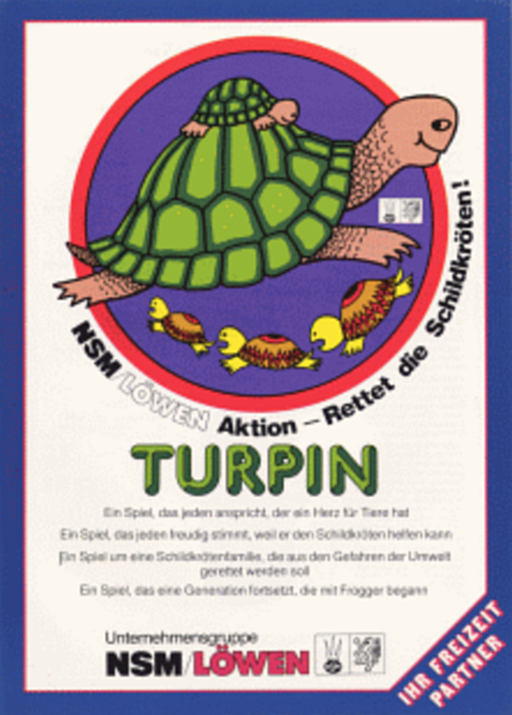 NSM/LÖWEN Aktion – Rettet die Schildkröten!
TURPIN
Ein Spiel, das jeden anspricht, der ein Herz für Tiere hat
Ein Spiel, das jeden freudig stimmt, weil er den Schildkröten helfen kann
Ein Spiel um eine Schildkrötenfamilie, die aus den Gefahren der Umwelt
gerettet werden soll
Ein Spiel, das eine Generation fortsetzt, die mit Frogger begann
Unternehmensgruppe
NSM/LÖWEN
IHR FREIZEIT
PARTNER